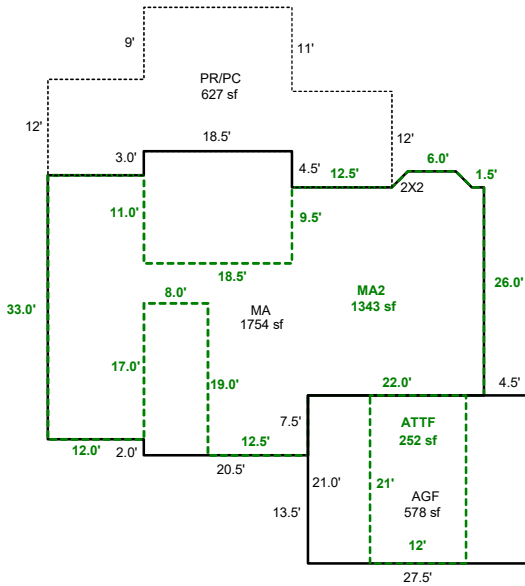 9'
11'
PR/PC
627 sf
12'
12'
18.5'
3.0'
4.5'
12.5'
6.0'
1.5'
2X2
11.0'
9.5'
18.5'
8.0'
MA2
1343 sf
26.0'
33.0'
MA
1754 sf
17.0'
19.0'
22.0'
4.5'
7.5'
ATTF
252 sf
12.0'
2.0'
12.5'
20.5'
21.0'
21'
AGF
578 sf
13.5'
12'
27.5'